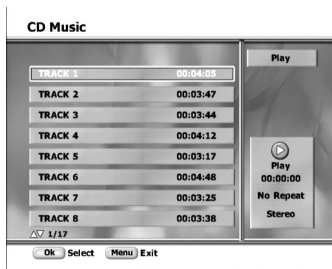 CD Music
TRACK 1 00:04:05
TRACK 2 00:03:47
TRACK 3 00:03:44
TRACK 4 00:04:12
TRACK 5 00:03:17
TRACK 6 00:04:48
TRACK 7 00:03:25
TRACK 8 00:03:38
1/17
Play
Play
00:00:00
No Repeat
Stereo
Ok Select Menu Exit